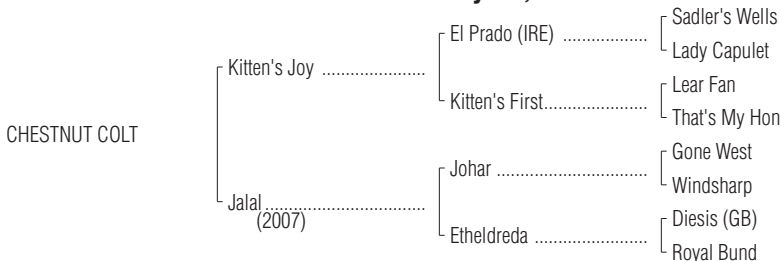 Sadler's Wells
El Prado (IRE) ..................
Lady Capulet
Kitten's Joy ......................
Lear Fan
Kitten's First......................
That's My Hon
CHESTNUT COLT
Gone West
Johar ................................
Windsharp
Jalal..................................
(2007)
Diesis (GB)
Etheldreda ........................
Royal Bund